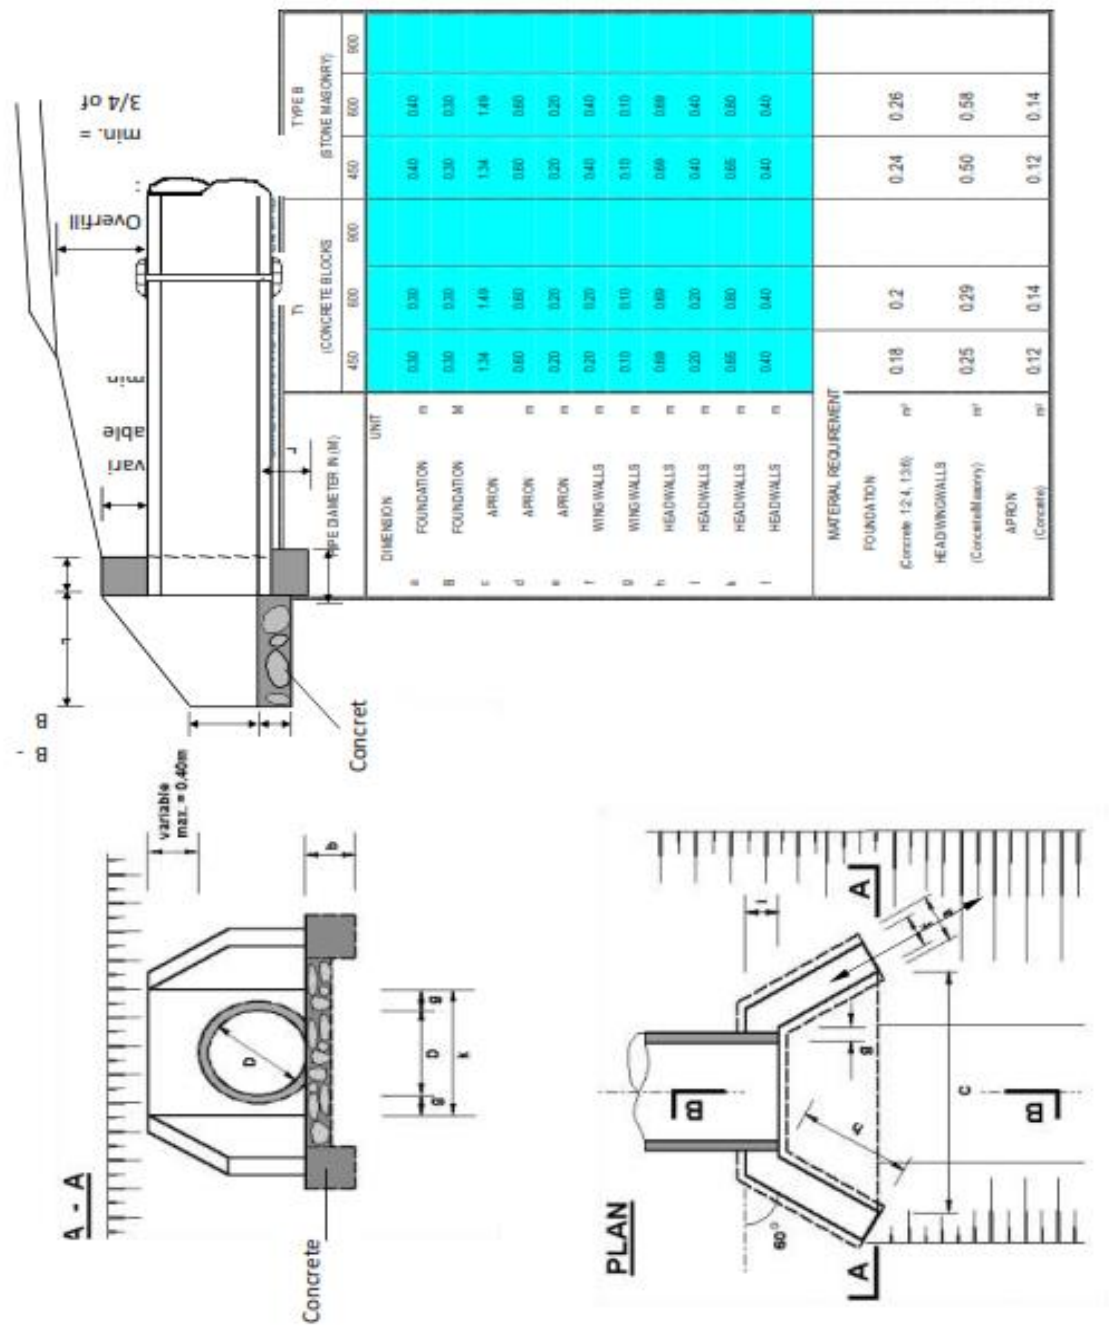 A - A
variable
max. = 0.40m
b
D
g
D
g
k
Concrete
B -
B
Concret
vari
able
min
Overfill
:
min. =
3/4 of
PLAN
60°
A
A
B
B
C
g
TYPE B
(CONCRETE BLOCKS
(STONE MASONRY)
PE DIAMETER IN (M) 450 600 900 450 600 900
DIMENSION UNIT
a FOUNDATION m 0.30 0.30 0.40 0.40
B FOUNDATION M 0.30 0.30 0.30 0.30
c APRON 1.34 1.49 1.34 1.49
d APRON m 0.60 0.60 0.60 0.60
e APRON m 0.20 0.20 0.20 0.20
f WINGWALLS m 0.20 0.20 0.40 0.40
g WINGWALLS m 0.10 0.10 0.10 0.10
h HEADWALLS m 0.69 0.69 0.69 0.69
I HEADWALLS m 0.20 0.20 0.40 0.40
k HEADWALLS m 0.65 0.80 0.65 0.80
l HEADWALLS m 0.40 0.40 0.40 0.40
MATERIAL REQUIREMENT
FOUNDATION
(Concrete 1:2:4, 1:3:6) m³ 0.18 0.2 0.24 0.26
HEADWINGWALLS
(Concrete/Masonry) m³ 0.25 0.29 0.50 0.58
APRON
(Concrete) m³ 0.12 0.14 0.12 0.14